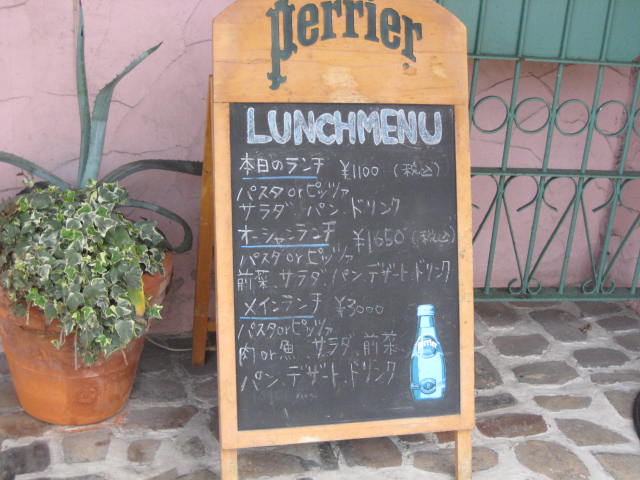 Perrier
LUNCHMENU
本日のランチ ¥1100 (税込)
パスタ or ピッツァ
サラダ、パン、ドリンク
オーシャンランチ ¥1650 (税込)
パスタ or ピッツァ
前菜、サラダ、パン、デザート、ドリンク
メインランチ ¥3000
パスタ or ピッツァ
肉 or 魚、サラダ、前菜
パン、デザート、ドリンク
perrier